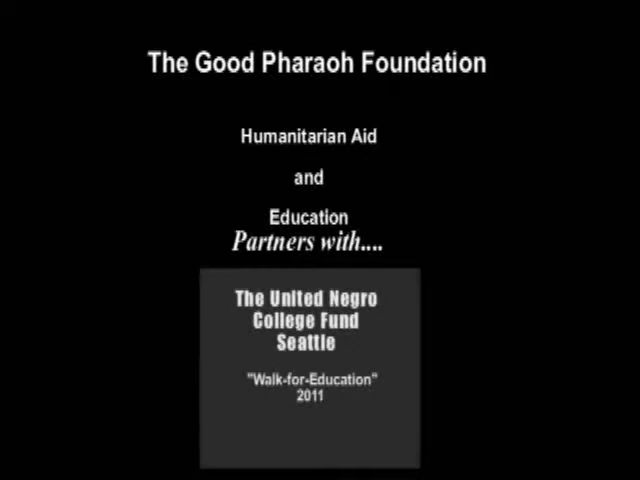 The Good Pharaoh Foundation
Humanitarian Aid
and
Education
Partners with....
The United Negro
College Fund
Seattle
"Walk-for-Education"
2011